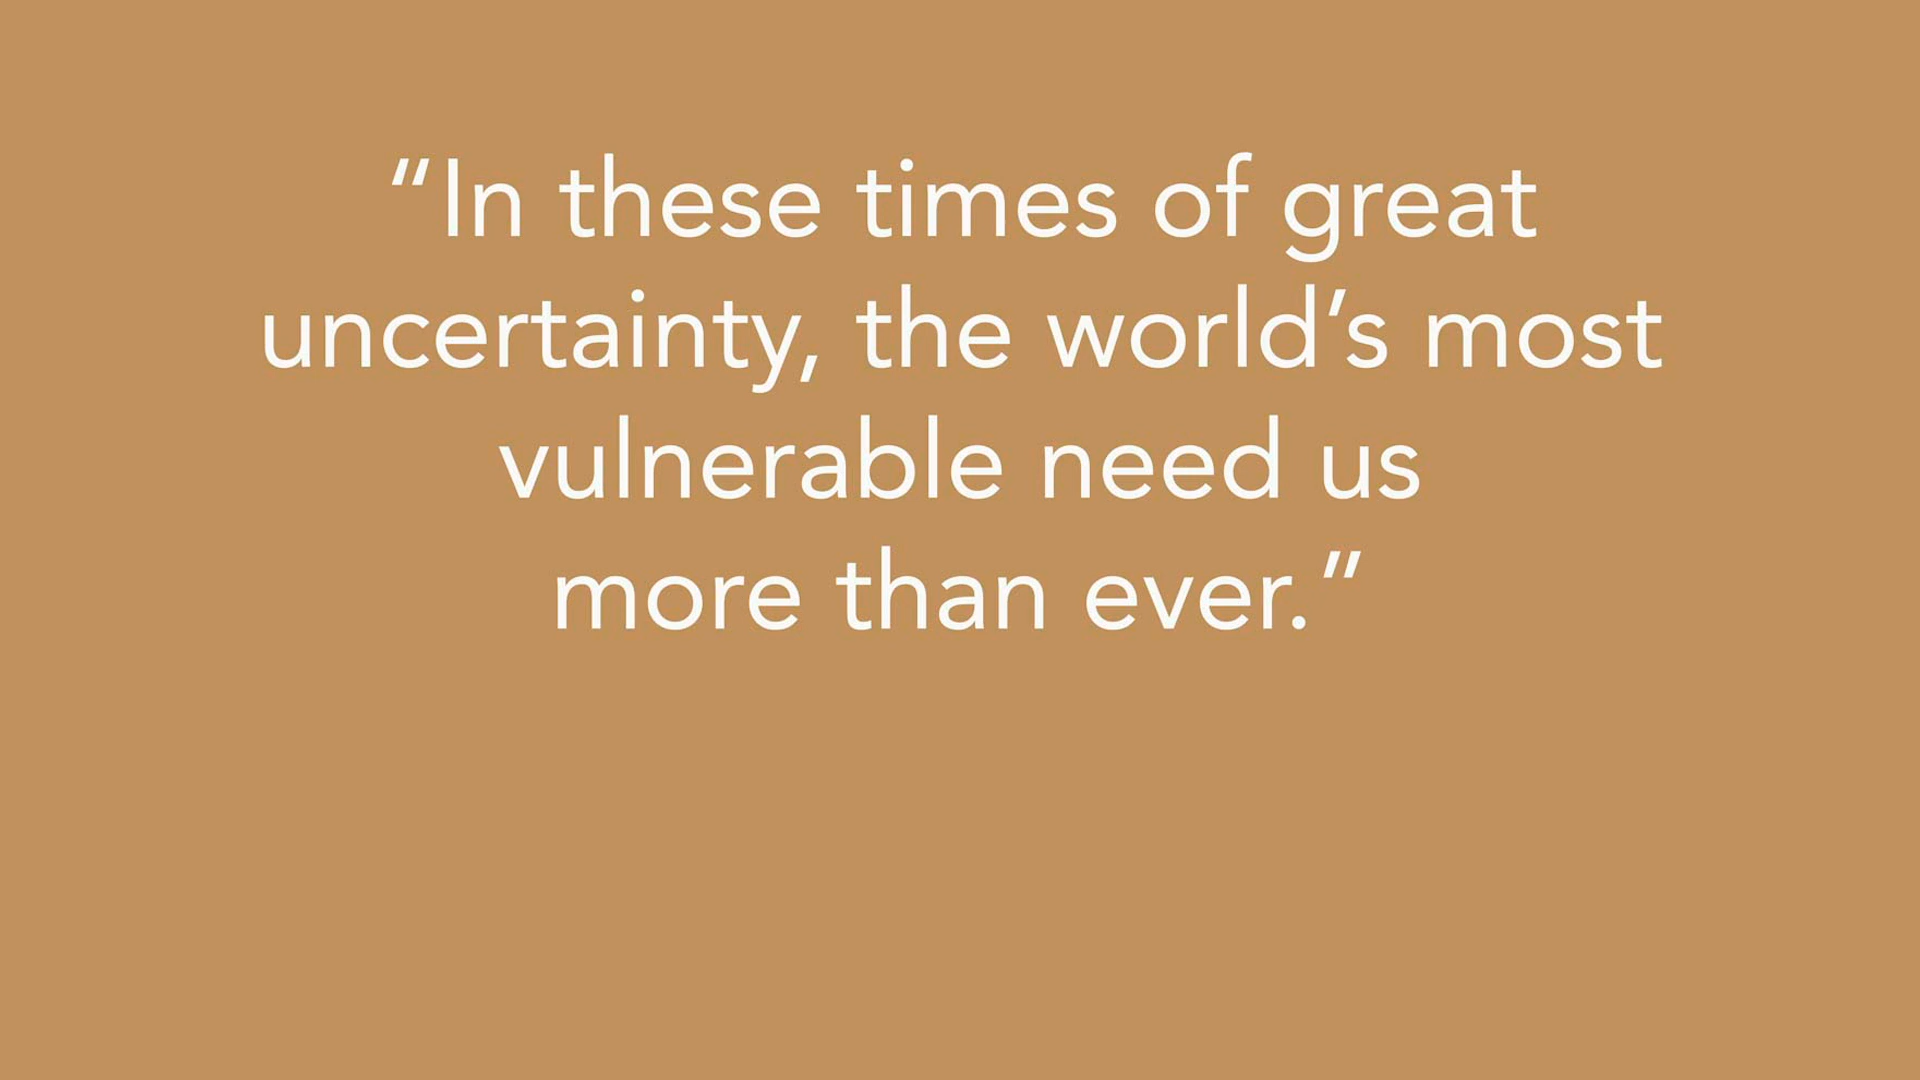 “In these times of great
uncertainty, the world’s most
vulnerable need us
more than ever.”